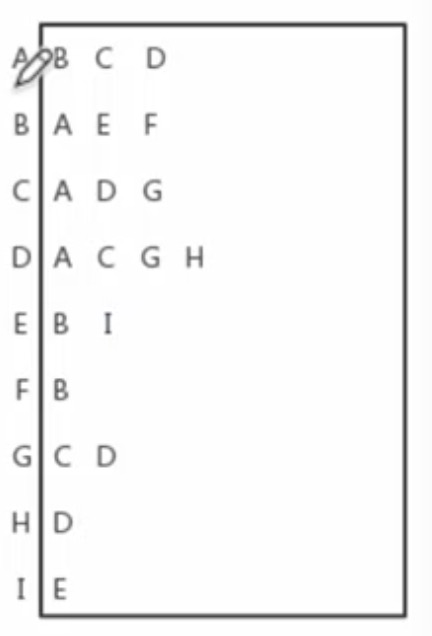 A B C D
B A E F
C A D G
D A C G H
E B I
F B
G C D
H D
I E